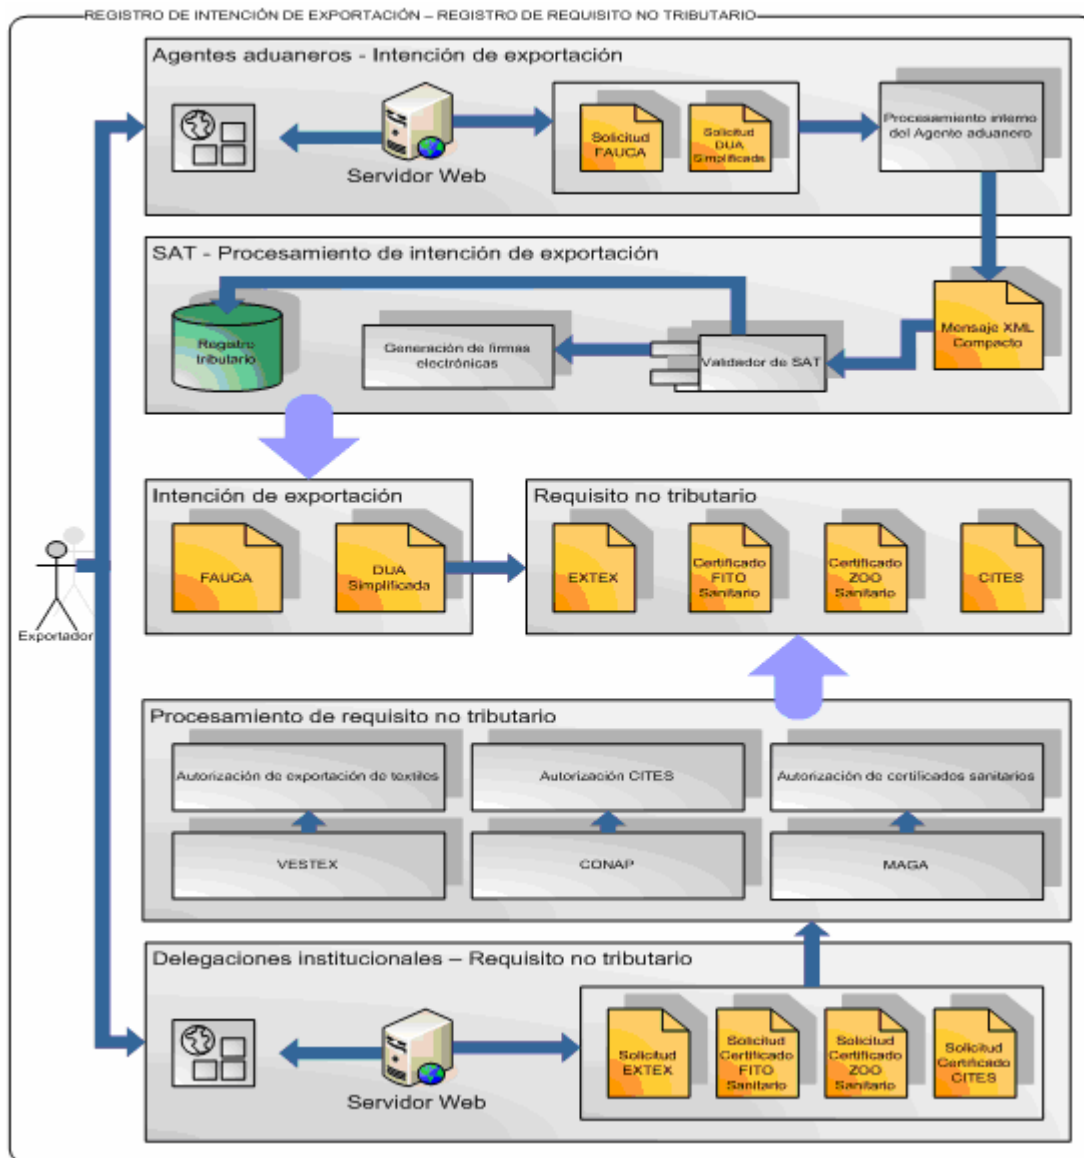 REGISTRO DE INTENCIÓN DE EXPORTACIÓN – REGISTRO DE REQUISITO NO TRIBUTARIO
Agentes aduaneros - Intención de exportación
Servidor Web
Solicitud
FAUCA
Solicitud
DUA
Simplificada
Procesamiento interno
del Agente aduanero
SAT - Procesamiento de intención de exportación
Registro
tributario
Generación de firmas
electrónicas
Validador de SAT
Mensaje XML
Compacto
Intención de exportación
FAUCA
DUA
Simplificada
Requisito no tributario
EXTEX
Certificado
FITO
Sanitario
Certificado
ZOO
Sanitario
CITES
Exportador
Procesamiento de requisito no tributario
Autorización de exportación de textiles
Autorización CITES
Autorización de certificados sanitarios
VESTEX
CONAP
MAGA
Delegaciones institucionales – Requisito no tributario
Servidor Web
Solicitud
EXTEX
Solicitud
Certificado
FITO
Sanitario
Solicitud
Certificado
ZOO
Sanitario
Solicitud
Certificado
CITES